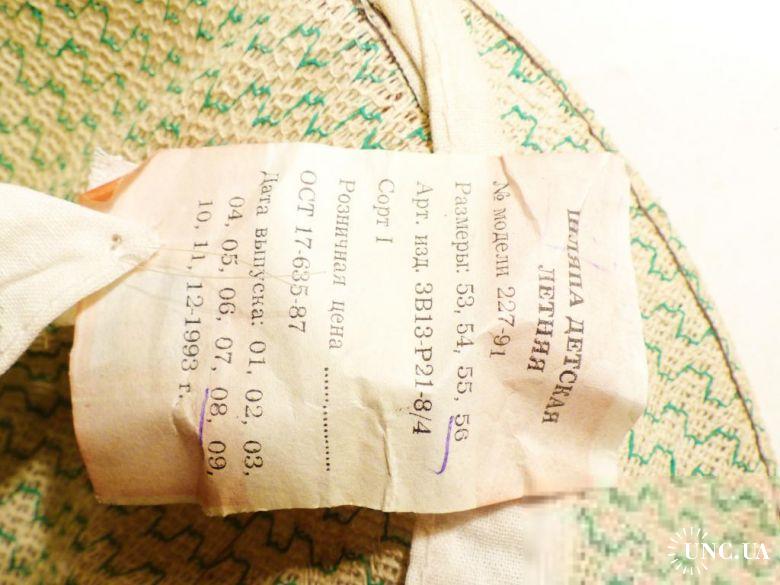 ШЛЯПА ДЕТСКАЯ
ЛЕТНЯЯ
№ модели 227-91
Размеры: 53, 54, 55, 56
Арт. изд. 3В13-Р21-8/4
Сорт I
Розничная цена ................
ОСТ 17-635-87
Дата выпуска: 01, 02, 03,
04, 05, 06, 07, 08, 09,
10, 11, 12-1993 г.
UNC.UA